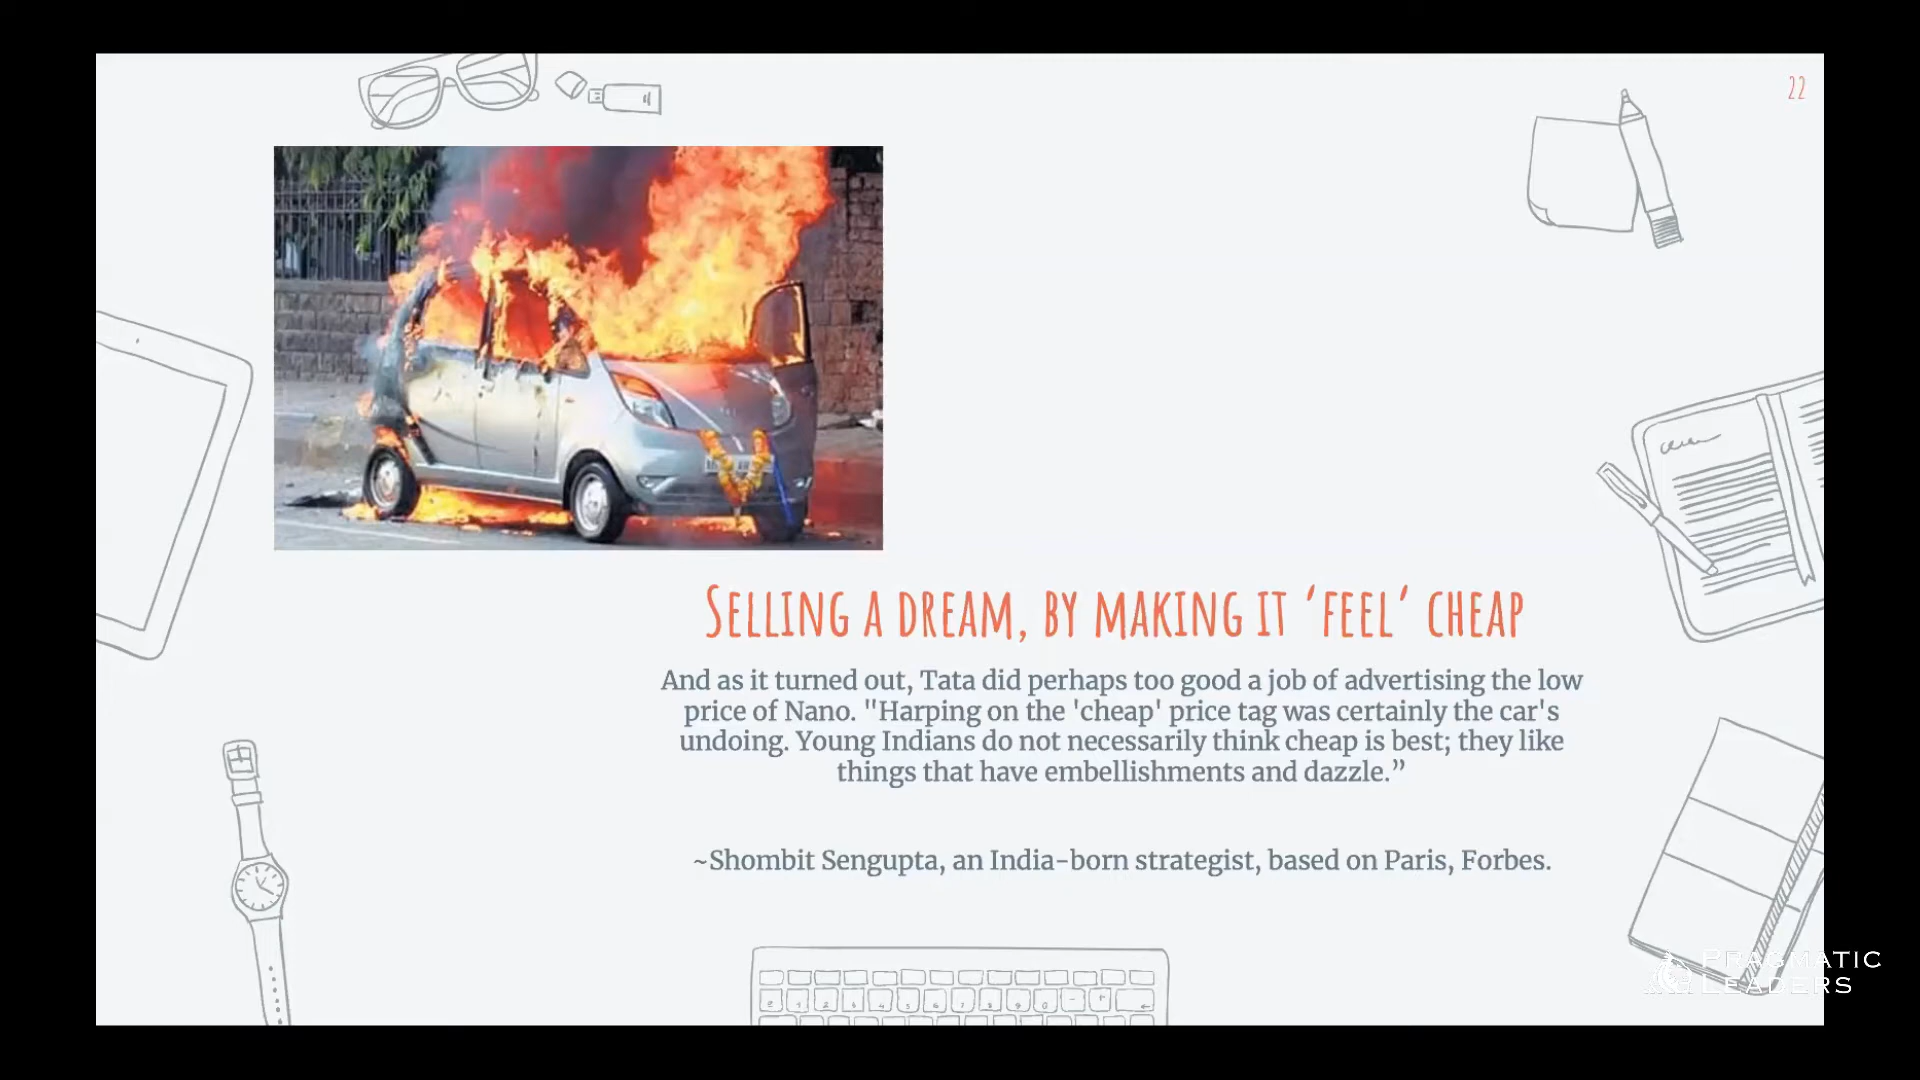 22
Selling a dream, by making it ‘feel‘ cheap
And as it turned out, Tata did perhaps too good a job of advertising the low
price of Nano. "Harping on the 'cheap' price tag was certainly the car's
undoing. Young Indians do not necessarily think cheap is best; they like
things that have embellishments and dazzle.”
~Shombit Sengupta, an India-born strategist, based on Paris, Forbes.
PRAGMATIC
LEADERS